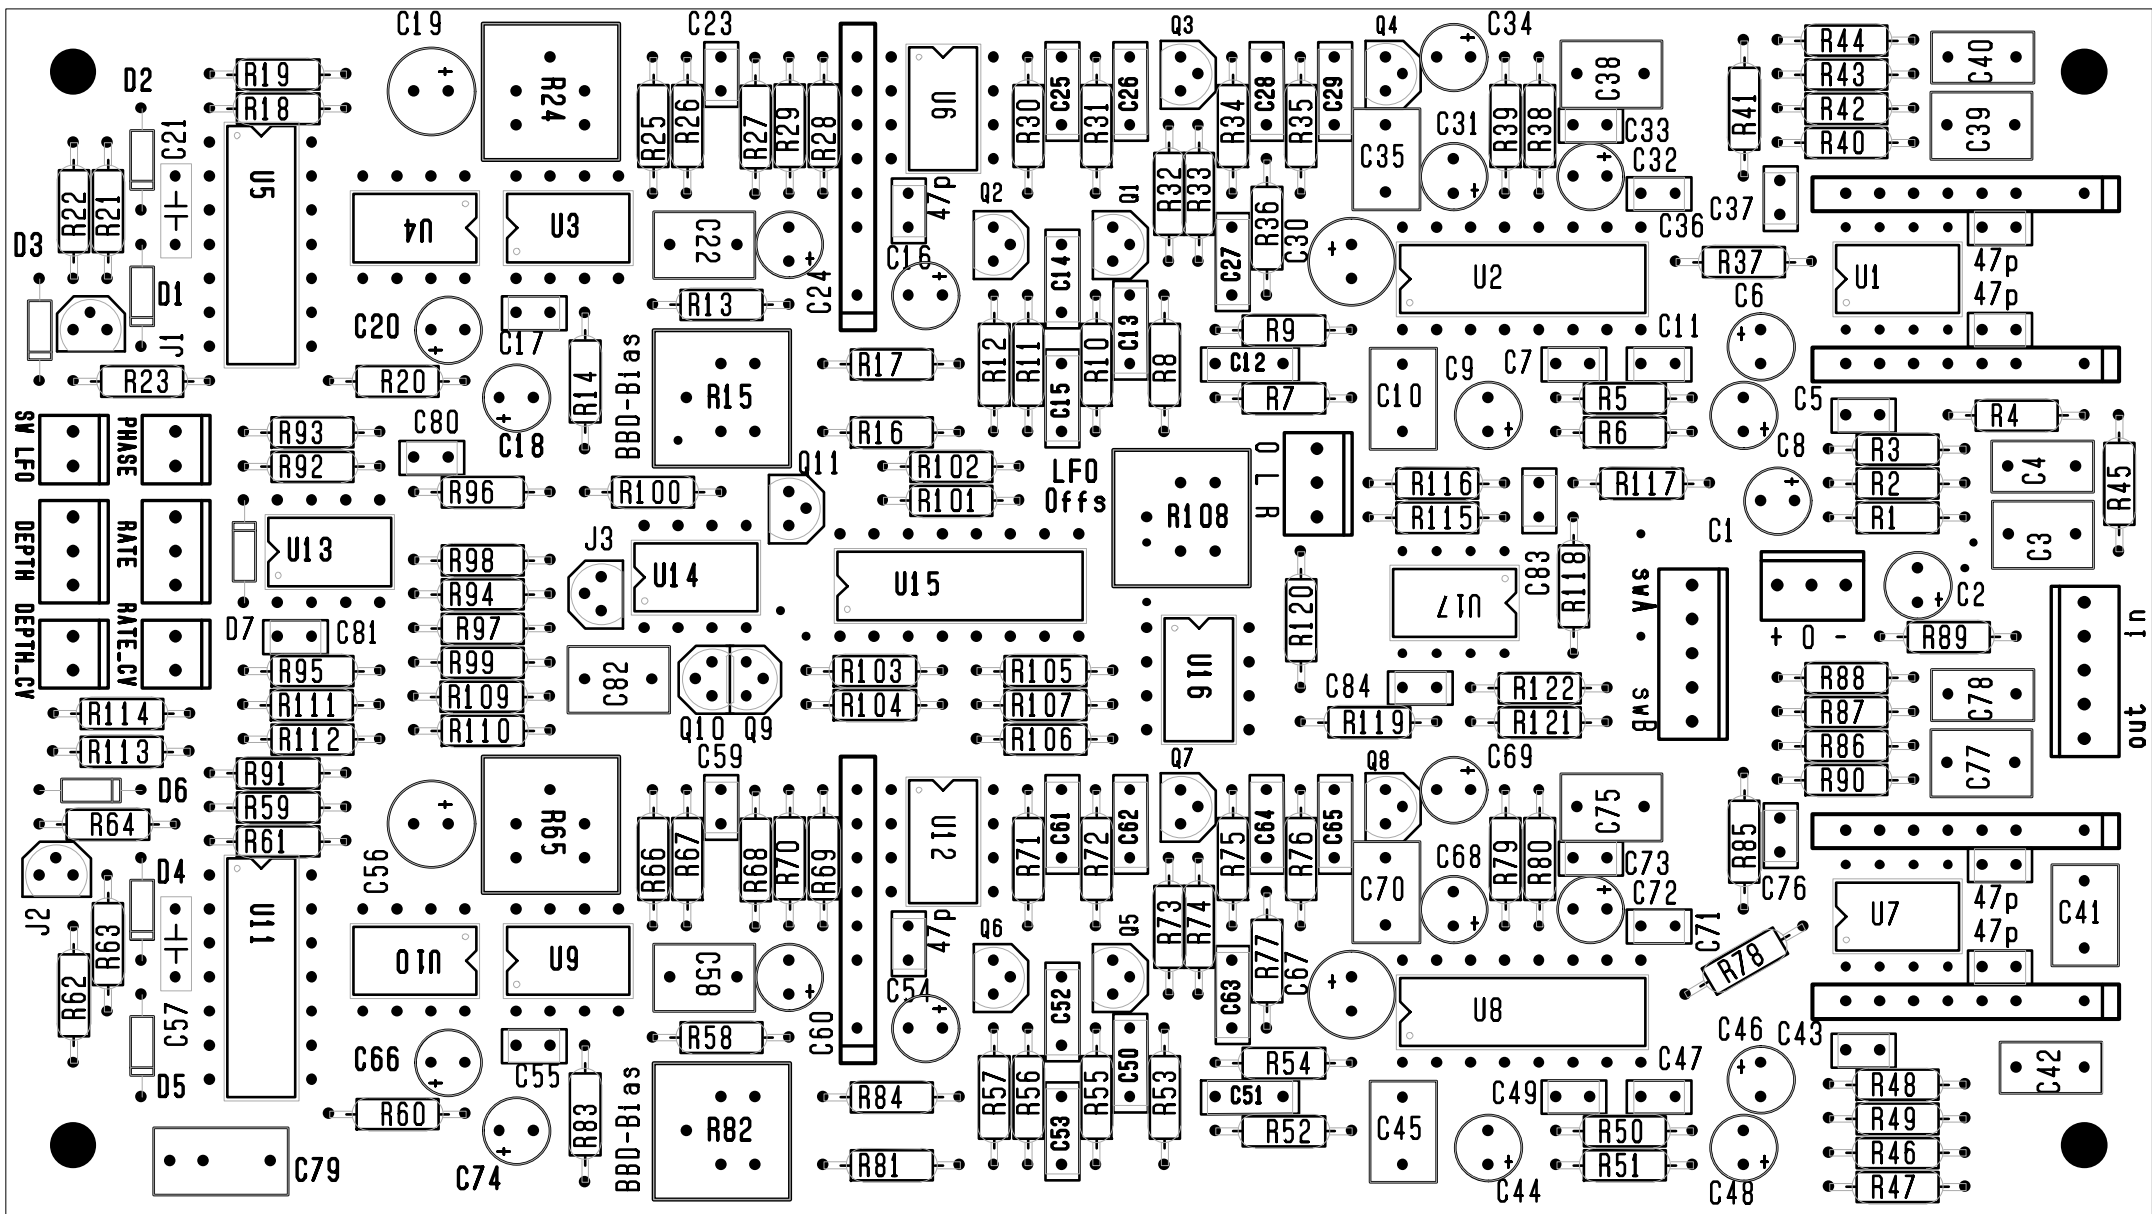 C19
C23
Q3
Q4
C34
R44
C40
D2
R19
R24
R43
C38
R18
R42
R41
C39
C21
U5
R25
R26
R27
R29
R28
U6
R30
C25
R31
C26
R34
C28
R35
C29
C35
C31
R39
R38
C33
C32
R40
R22
R21
U4
U3
C22
C24
47p
C16
Q2
Q1
C14
R32
R33
C27
R36
C30
C36
C37
U2
R37
U1
47p
47p
D3
D1
J1
R13
C20
C17
R14
BBD-Bias
R15
R17
R12
R11
C15
R10
C13
R8
R9
C12
R7
C10
C9
C7
C11
C6
R5
R6
C5
C8
R4
R23
R20
C18
SW LFO
PHASE
R93
R92
C80
R96
R100
Q11
R16
R102
R101
LFO
Offs
R108
O L R
R116
R115
R117
C83
R118
R3
R2
R1
C1
C4
C3
R45
DEPTH
RATE
U13
R98
R94
R97
R99
R109
R110
J3
U14
U15
U16
R120
U17
swA
swB
+ O -
C2
R89
in
out
DEPTH_CV
RATE_CV
D7
C81
R95
R111
R112
R114
R113
C82
Q10
Q9
R103
R104
R105
R107
R106
C84
R119
R122
R121
R88
R87
R86
R90
C78
C77
R91
R59
R61
D6
R64
C56
R65
C59
R66
R67
R68
R70
R69
U12
R71
C61
R72
C62
Q7
R75
C64
R76
C65
Q8
C69
C70
C68
R79
R80
C75
C73
C72
R85
C76
J2
D4
R63
R62
C57
D5
U11
U10
U9
C58
C60
47p
C54
Q6
Q5
C52
R73
R74
C63
R77
C67
U8
C71
R78
U7
47p
47p
C41
R58
C66
C55
R83
BBD-Bias
R82
R84
R81
R57
R56
C53
R55
C50
R53
R54
C51
R52
C45
C44
C49
C47
R50
R51
C46
C43
C48
R48
R49
R46
R47
C42
R60
C74
C79